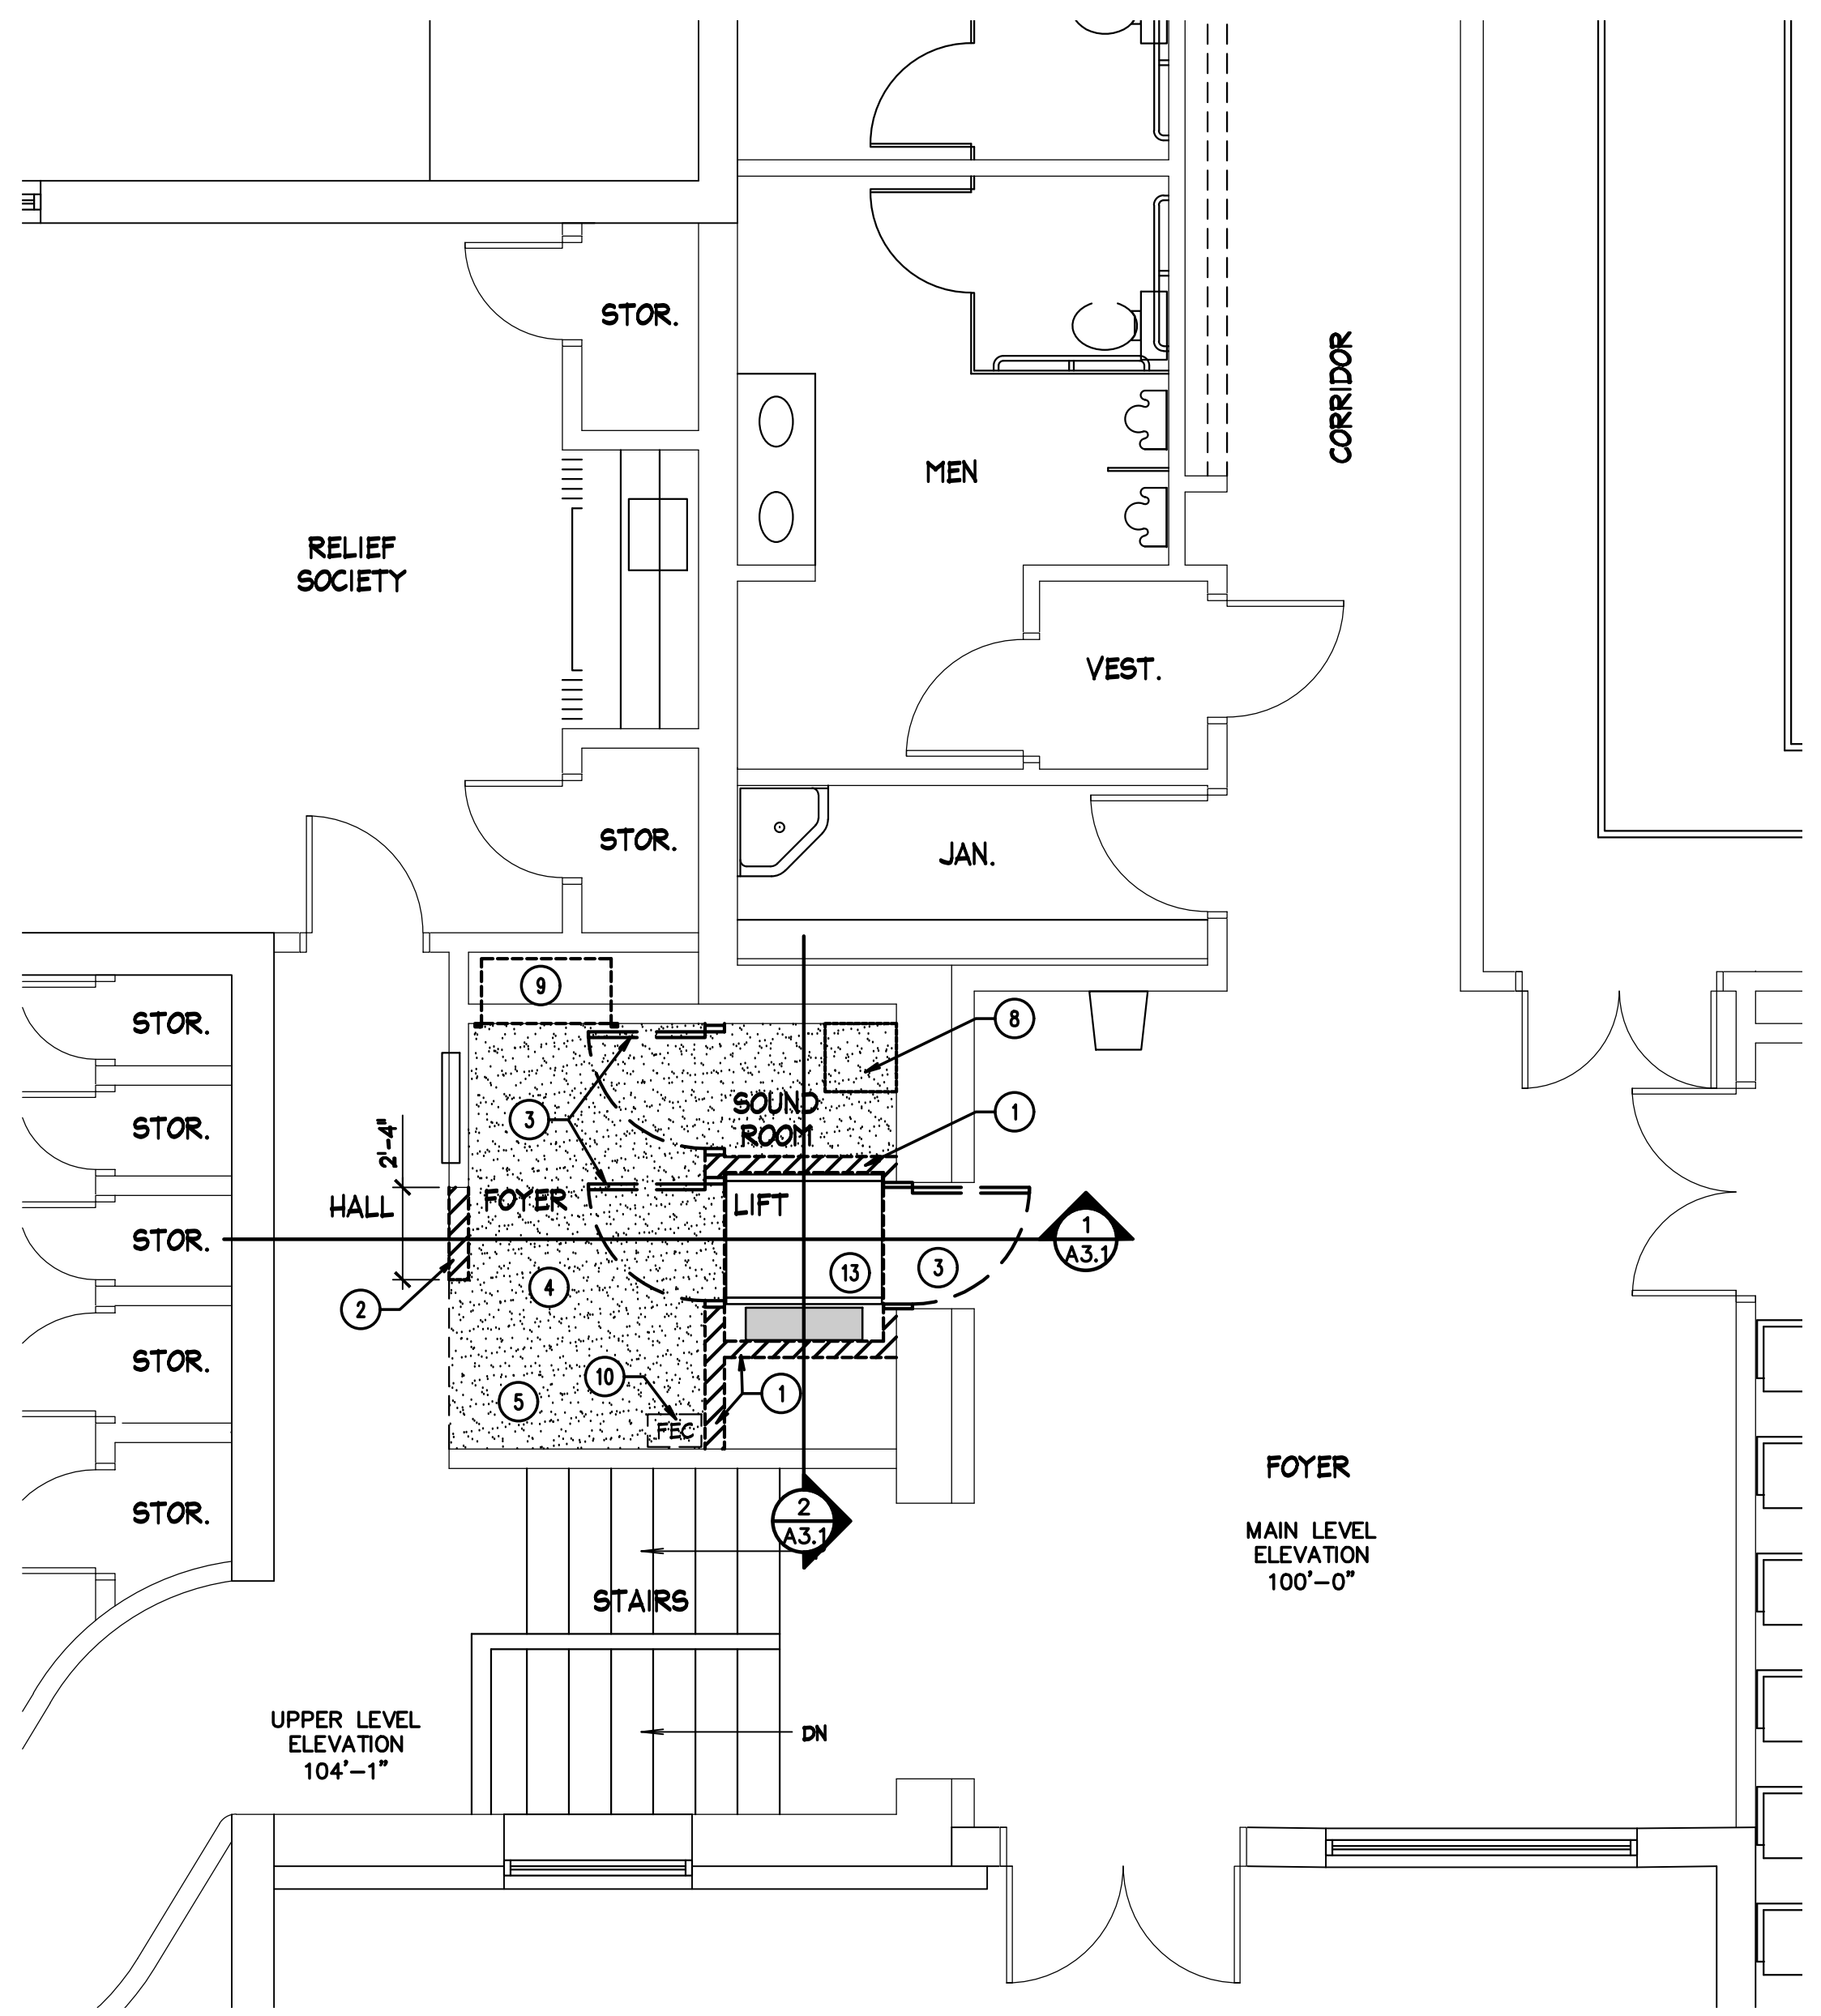 STOR.
CORRIDOR
MEN
RELIEF
SOCIETY
VEST.
STOR.
JAN.
9
STOR.
8
SOUND
ROOM
1
3
STOR.
2'-4"
HALL
FOYER
LIFT
STOR.
1
A3.1
13
3
4
2
STOR.
10
5
1
FEC
FOYER
STOR.
2
A3.1
MAIN LEVEL
ELEVATION
100'-0"
STAIRS
UPPER LEVEL
ELEVATION
104'-1"
DN